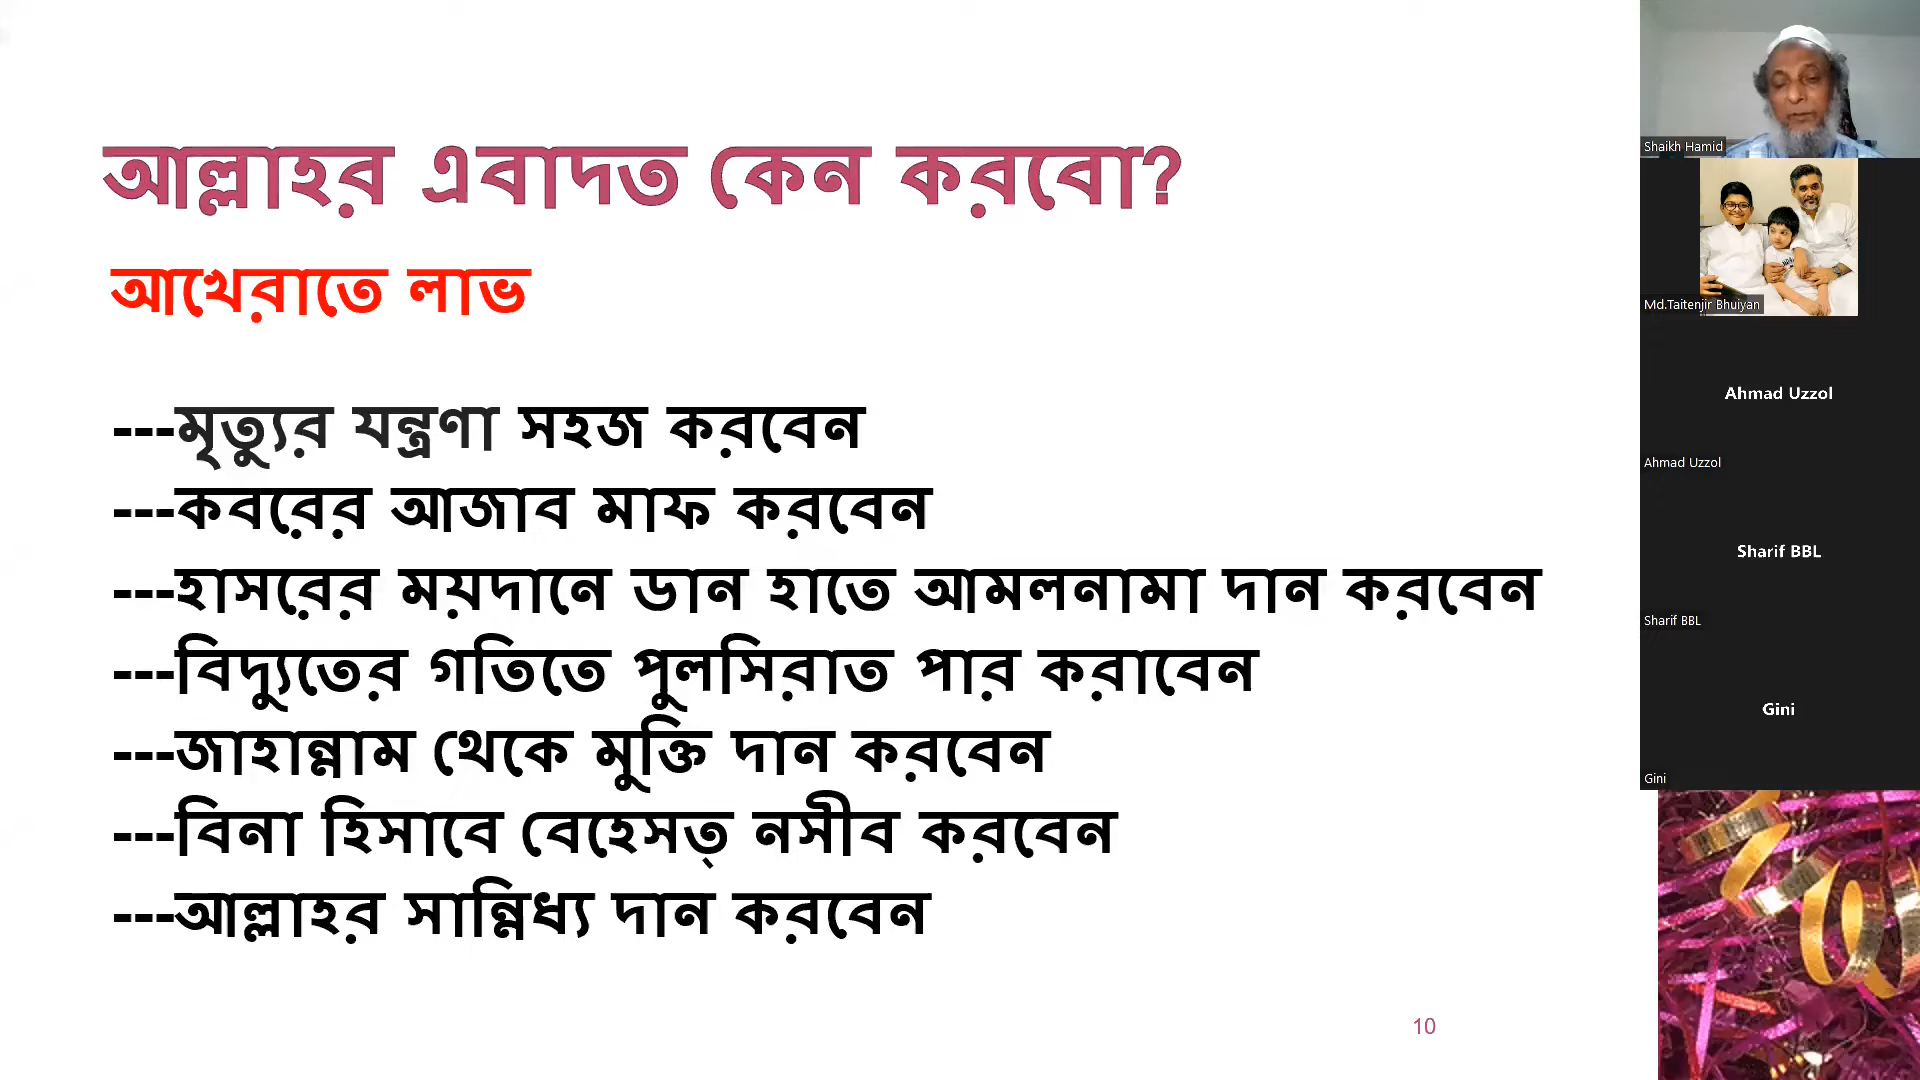 আল্লাহর এবাদত কেন করবো?
আখেরাতে লাভ
---মৃত্যুর যন্ত্রণা সহজ করবেন
---কবরের আজাব মাফ করবেন
---হাসরের ময়দানে ডান হাতে আমলনামা দান করবেন
---বিদ্যুতের গতিতে পুলসিরাত পার করাবেন
---জাহান্নাম থেকে মুক্তি দান করবেন
---বিনা হিসাবে বেহেসত্ নসীব করবেন
---আল্লাহর সান্নিধ্য দান করবেন
10
Shaikh Hamid
Md.Taitenjir Bhuiyan
Ahmad Uzzol
Ahmad Uzzol
Sharif BBL
Sharif BBL
Gini
Gini